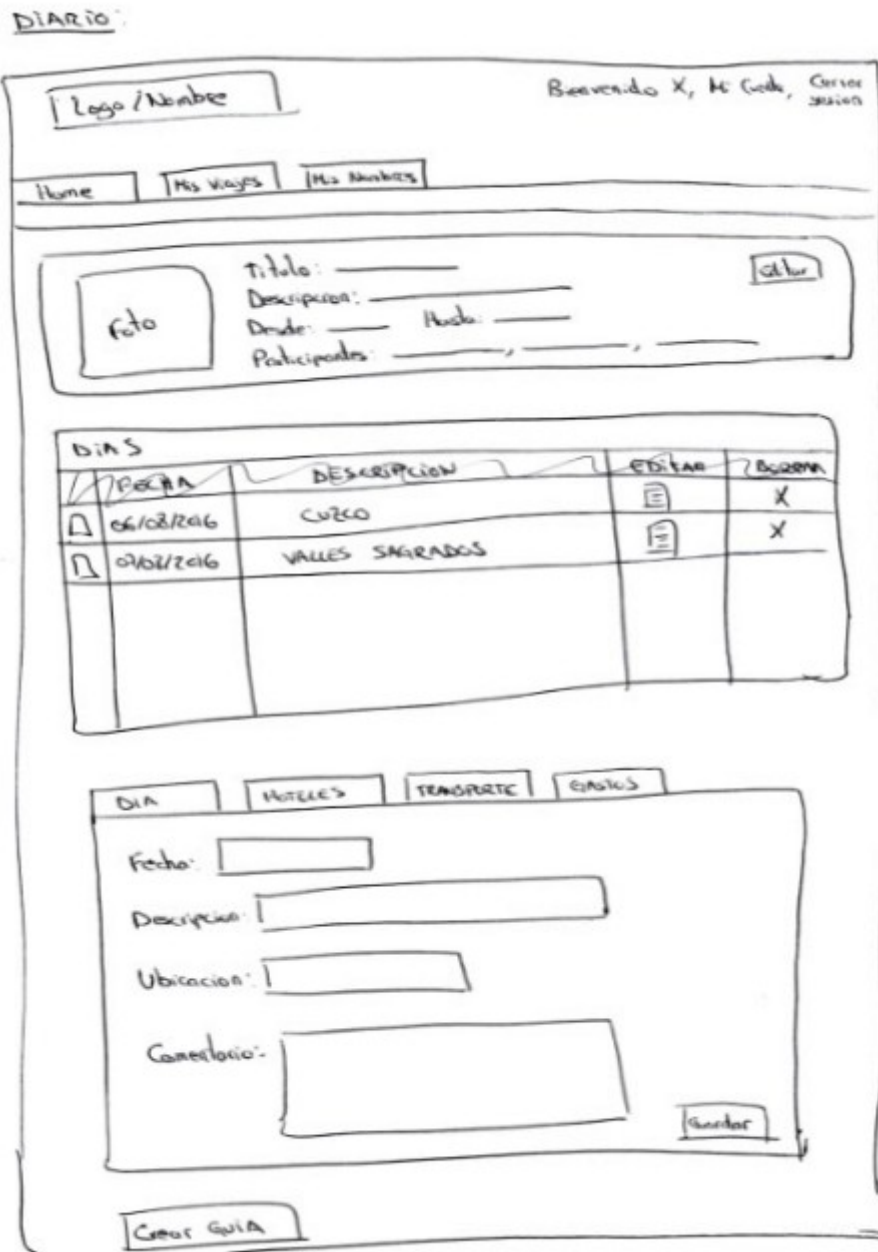 DIARIO:
Logo/Nombre
Bienvenido X, Mi Cuenta, Cerrar sesion
Home Mis Viajes Mis
Foto
Titulo:
Editar
Descripcion:
Desde: Hasta:
Participantes: , ,
DIAS
FECHA DESCRIPCION EDITAR BORRAR
06/08/2016 CUZCO X
07/08/2016 VALLES SAGRADOS X
DIA HOTELES TRANSPORTE GASTOS
Fecha:
Descripcion:
Ubicacion:
Comentario:
Guardar
Crear GUIA